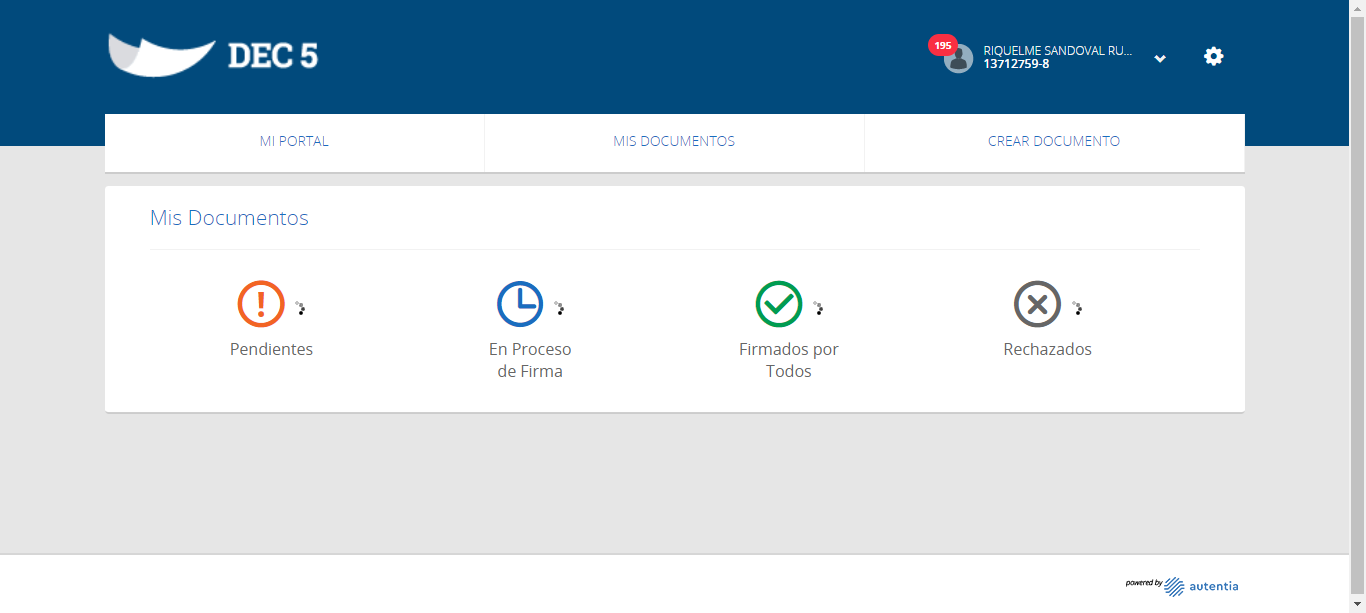 DEC 5
195
RIQUELME SANDOVAL RU...
13712759-8
MI PORTAL
MIS DOCUMENTOS
CREAR DOCUMENTO
Mis Documentos
Pendientes
En Proceso
de Firma
Firmados por
Todos
Rechazados
powered by autentia